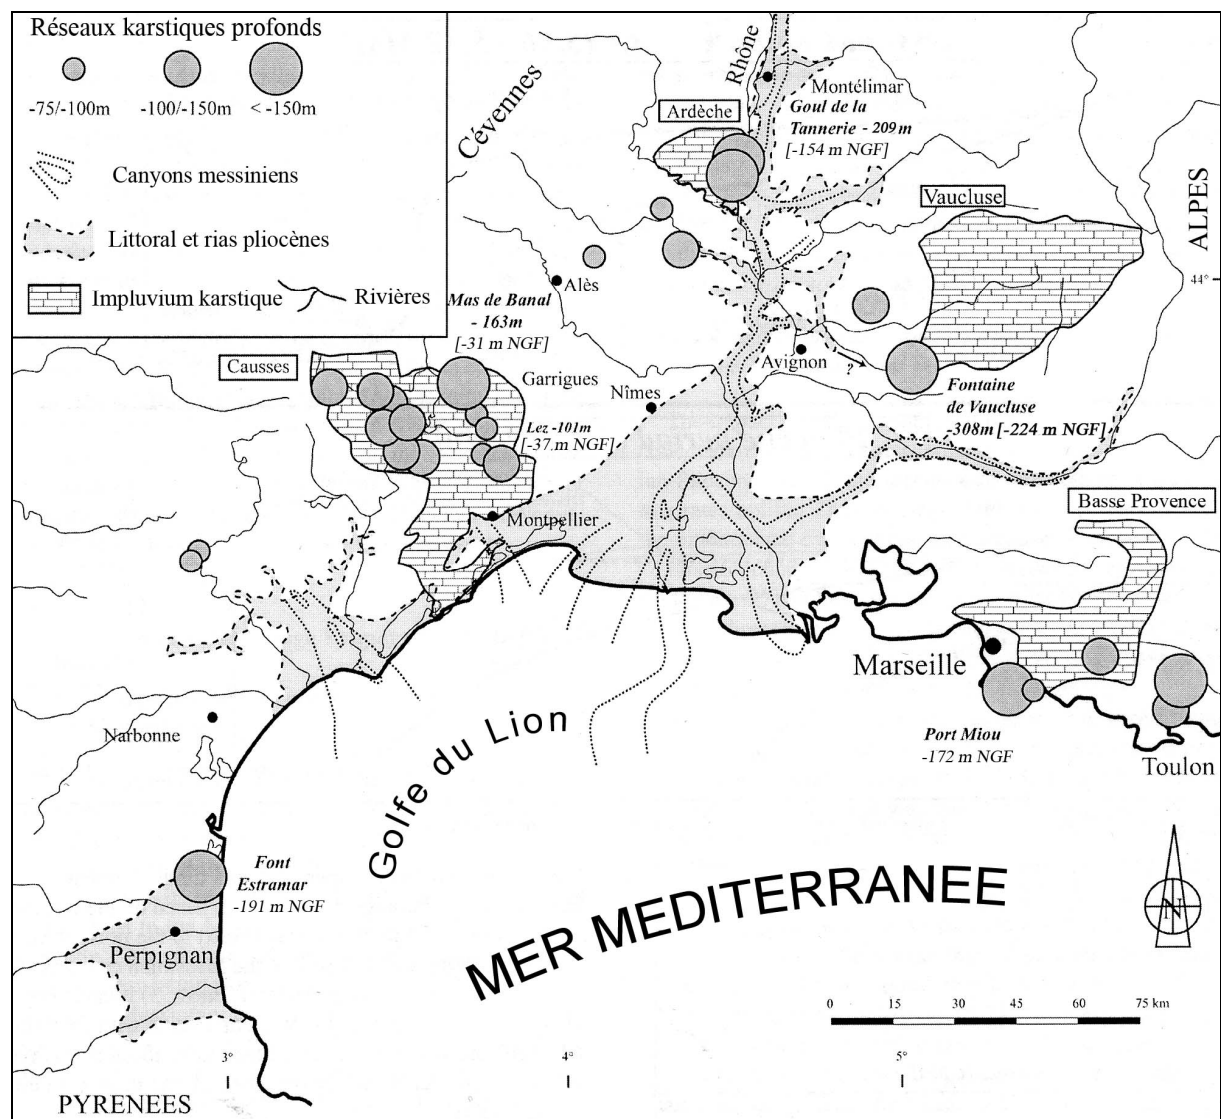 Réseaux karstiques profonds
-75/-100m
-100/-150m
< -150m
Canyons messiniens
Littoral et rias pliocènes
Impluvium karstique
Rivières
Cévennes
Rhône
Montélimar
Ardèche
Goul de la
Tannerie - 209m
[-154 m NGF]
Vaucluse
ALPES
44°
Alès
Mas de Banal
- 163m
[-31 m NGF]
Causses
Garrigues
Nîmes
Avignon
?
Fontaine
de Vaucluse
-308m [-224 m NGF]
Lez -101m
[-37 m NGF]
Montpellier
Basse Provence
Marseille
Narbonne
Golfe du Lion
Port Miou
-172 m NGF
Toulon
Font
Estramar
-191 m NGF
Perpignan
MER MEDITERRANEE
N
0 15 30 45 60 75 km
3° 4° 5°
PYRENEES